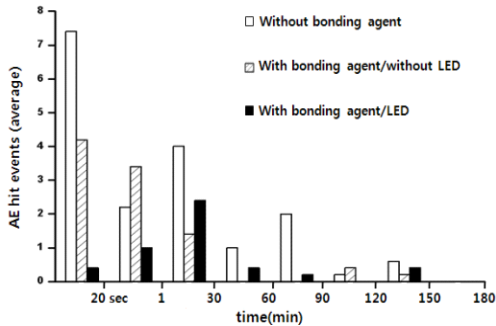 8
7
6
5
4
3
2
1
0
AE hit events (average)
Without bonding agent
With bonding agent/without LED
With bonding agent/LED
20 sec 1 30 60 90 120 150 180
time(min)